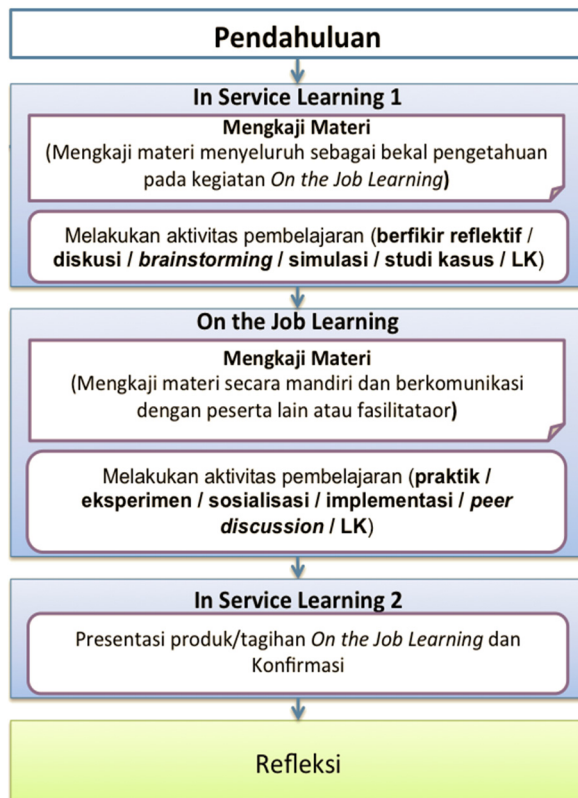 Pendahuluan
In Service Learning 1
Mengkaji Materi
(Mengkaji materi menyeluruh sebagai bekal pengetahuan
pada kegiatan On the Job Learning)
Melakukan aktivitas pembelajaran (berfikir reflektif /
diskusi / brainstorming / simulasi / studi kasus / LK)
On the Job Learning
Mengkaji Materi
(Mengkaji materi secara mandiri dan berkomunikasi
dengan peserta lain atau fasilitataor)
Melakukan aktivitas pembelajaran (praktik /
eksperimen / sosialisasi / implementasi / peer
discussion / LK)
In Service Learning 2
Presentasi produk/tagihan On the Job Learning dan
Konfirmasi
Refleksi